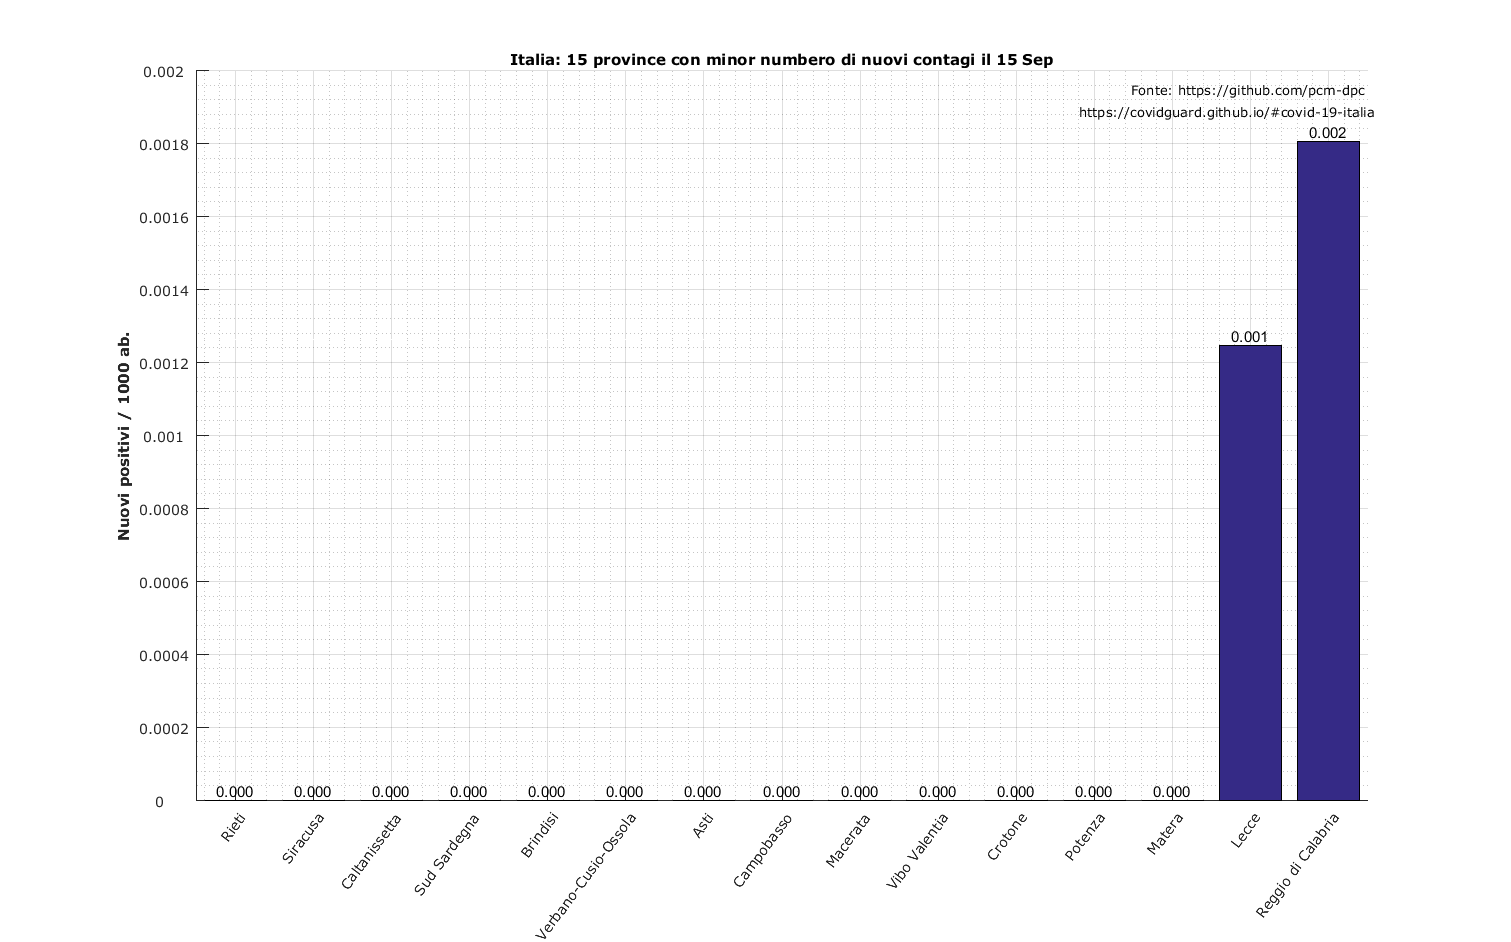 Italia: 15 province con minor numbero di nuovi contagi il 15 Sep
Fonte: https://github.com/pcm-dpc
https://covidguard.github.io/#covid-19-italia
Nuovi positivi / 1000 ab.
0.002
0.0018
0.0016
0.0014
0.0012
0.001
0.0008
0.0006
0.0004
0.0002
0
0.000 0.000 0.000 0.000 0.000 0.000 0.000 0.000 0.000 0.000 0.000 0.000 0.000 0.001 0.002
Rieti
Siracusa
Caltanissetta
Sud Sardegna
Brindisi
Verbano-Cusio-Ossola
Asti
Campobasso
Macerata
Vibo Valentia
Crotone
Potenza
Matera
Lecce
Reggio di Calabria